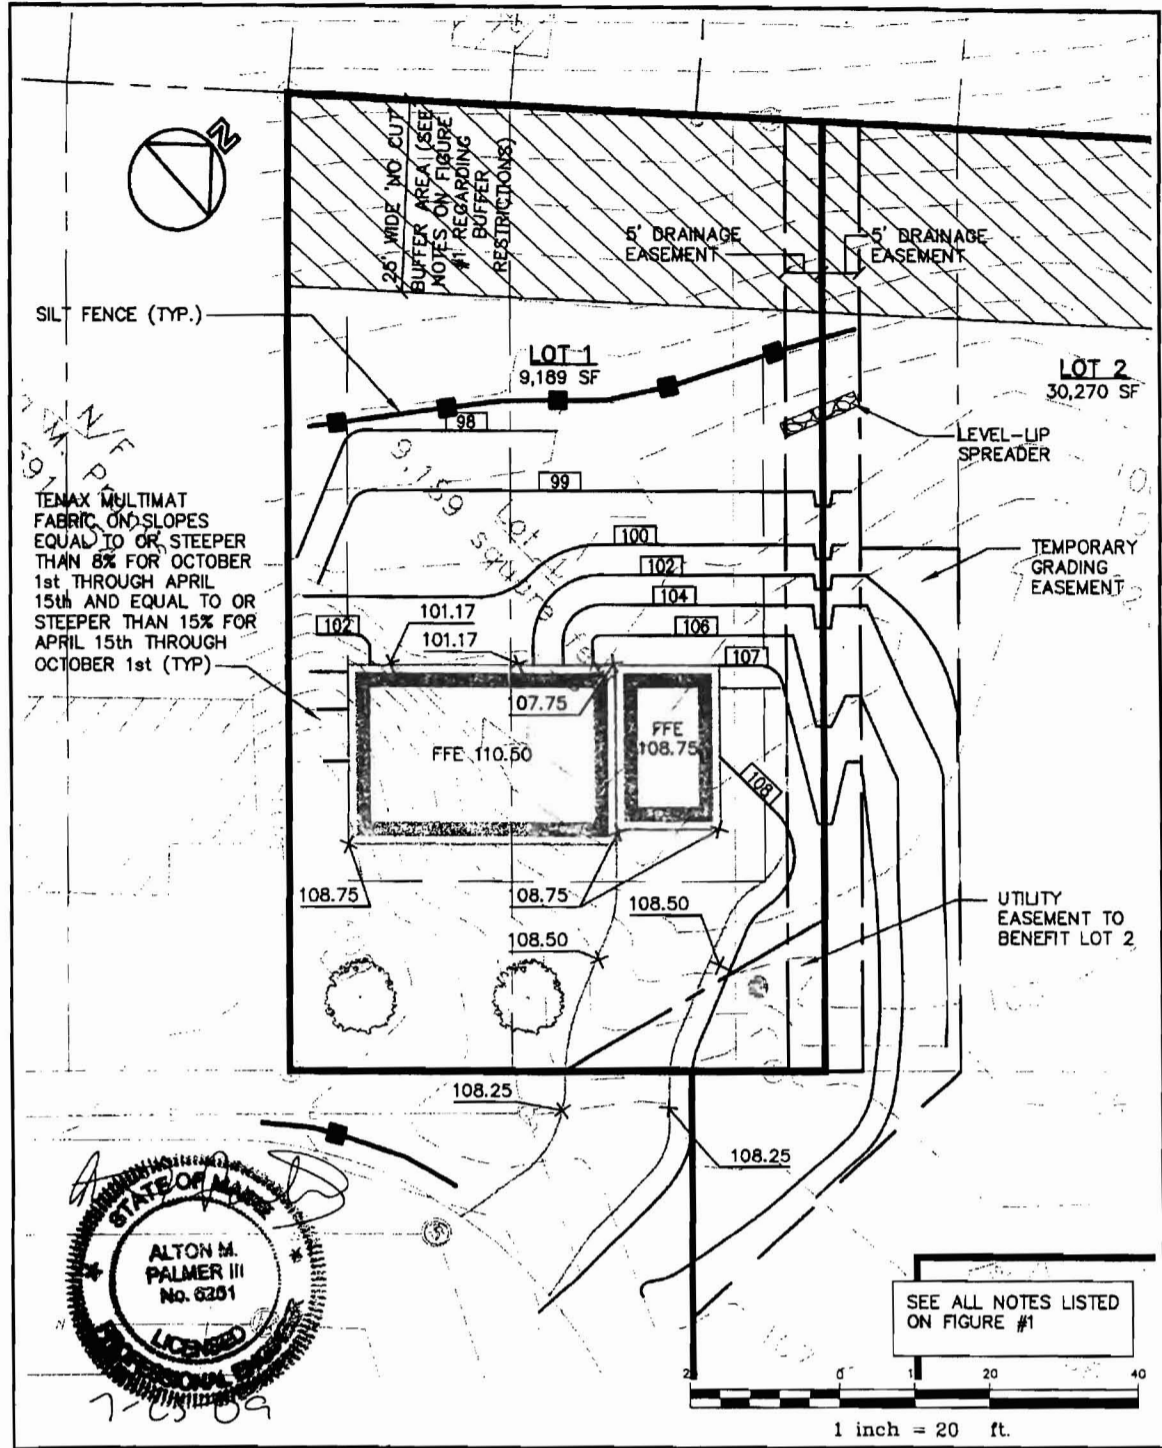 25' WIDE 'NO CUT'
BUFFER AREA (SEE
NOTES ON FIGURE
#1 REGARDING
BUFFER
RESTRICTIONS)
N
5' DRAINAGE
EASEMENT
5' DRAINAGE
EASEMENT
SILT FENCE (TYP.)
LOT 1
9,189 SF
LOT 2
30,270 SF
LEVEL-LIP
SPREADER
N/F
W. P
9,159
square
Lot
98
99
100
102
104
106
107
102
108
TENAX MULTIMAT
FABRIC ON SLOPES
EQUAL TO OR STEEPER
THAN 8% FOR OCTOBER
1st THROUGH APRIL
15th AND EQUAL TO OR
STEEPER THAN 15% FOR
APRIL 15th THROUGH
OCTOBER 1st (TYP)
TEMPORARY
GRADING
EASEMENT
101.17
101.17
07.75
FFE 110.50
FFE
108.75
108.75
108.75
108.50
108.50
UTILITY
EASEMENT TO
BENEFIT LOT 2
108.25
108.25
STATE OF MAINE
ALTON M.
PALMER III
No. 6251
LICENSED
PROFESSIONAL ENGINEER
SEE ALL NOTES LISTED
ON FIGURE #1
0
20
40
1 inch = 20 ft.